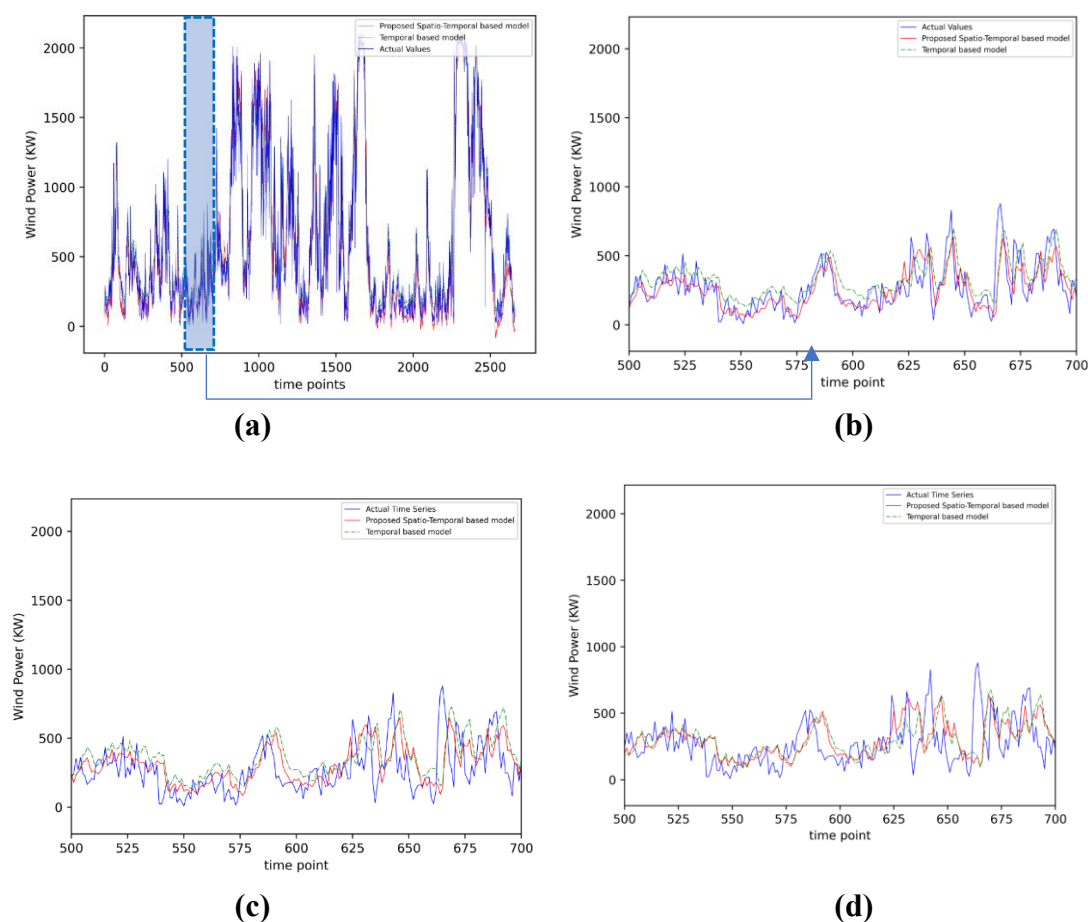 Proposed Spatio-Temporal based model
Temporal based model
Actual Values
Wind Power (KW)
2000
1500
1000
500
0
0 500 1000 1500 2000 2500
time points
(a)
Actual Values
Proposed Spatio-Temporal based model
Temporal based model
Wind Power (KW)
2000
1500
1000
500
0
500 525 550 575 600 625 650 675 700
time point
(b)
Actual Time Series
Proposed Spatio-Temporal based model
Temporal based model
Wind Power (KW)
2000
1500
1000
500
0
500 525 550 575 600 625 650 675 700
time point
(c)
Actual Time Series
Proposed Spatio-Temporal based model
Temporal based model
Wind Power (KW)
2000
1500
1000
500
0
500 525 550 575 600 625 650 675 700
time point
(d)